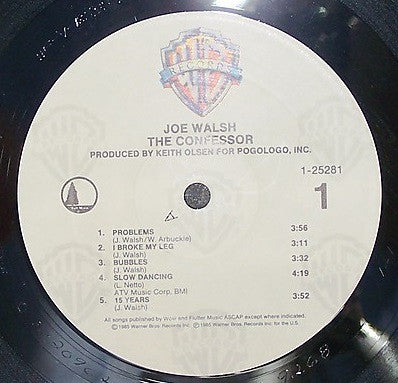 WB
RECORDS
JOE WALSH
THE CONFESSOR
PRODUCED BY KEITH OLSEN FOR POGOLOGO, INC.
1-25281
1
1. PROBLEMS 3:56
(J. Walsh/W. Arbuckle)
2. I BROKE MY LEG 3:11
(J. Walsh)
3. BUBBLES 3:32
(J. Walsh)
4. SLOW DANCING 4:19
(L. Netto)
ATV Music Corp. BMI
5. 15 YEARS 3:52
(J. Walsh)
All songs published by Wow and Flutter Music ASCAP except where indicated.
©1985 Warner Bros. Records Inc. ℗1985 Warner Bros. Records Inc. for the U.S.